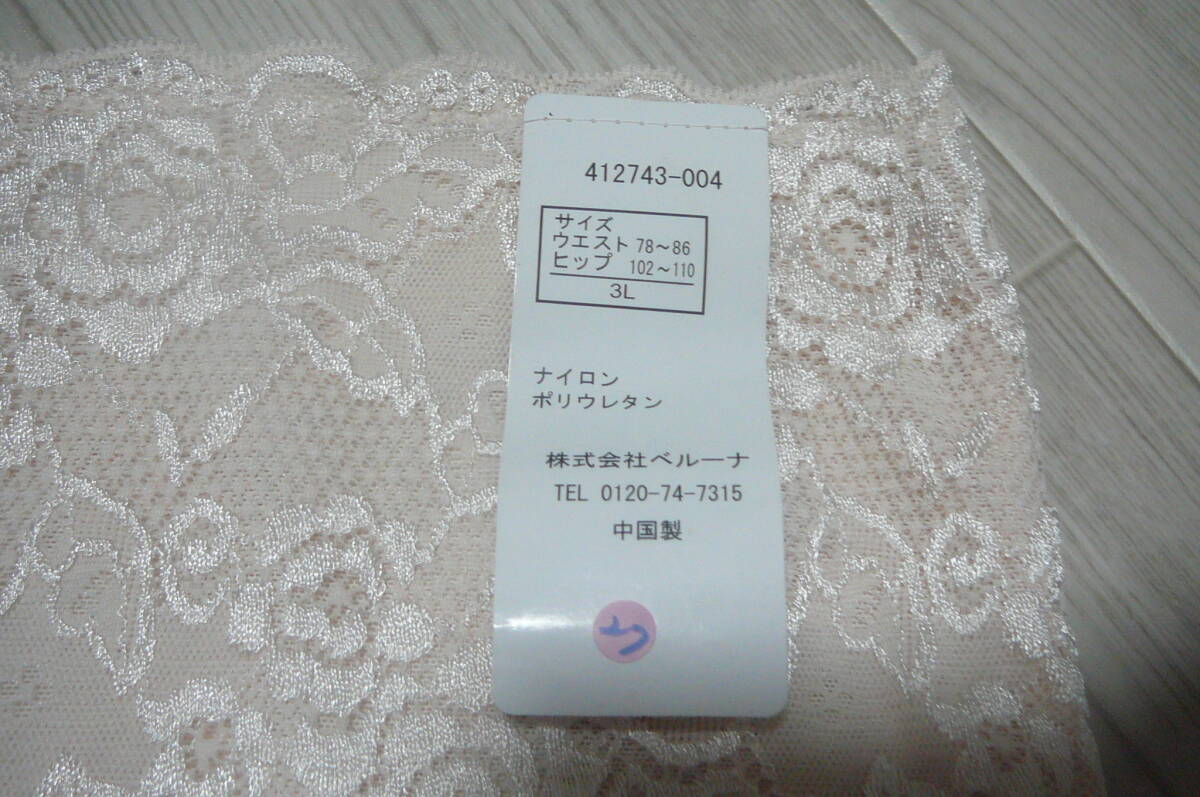 412743-004
サイズ
ウエスト 78～86
ヒップ 102～110
3L
ナイロン
ポリウレタン
株式会社ベルーナ
TEL 0120-74-7315
中国製